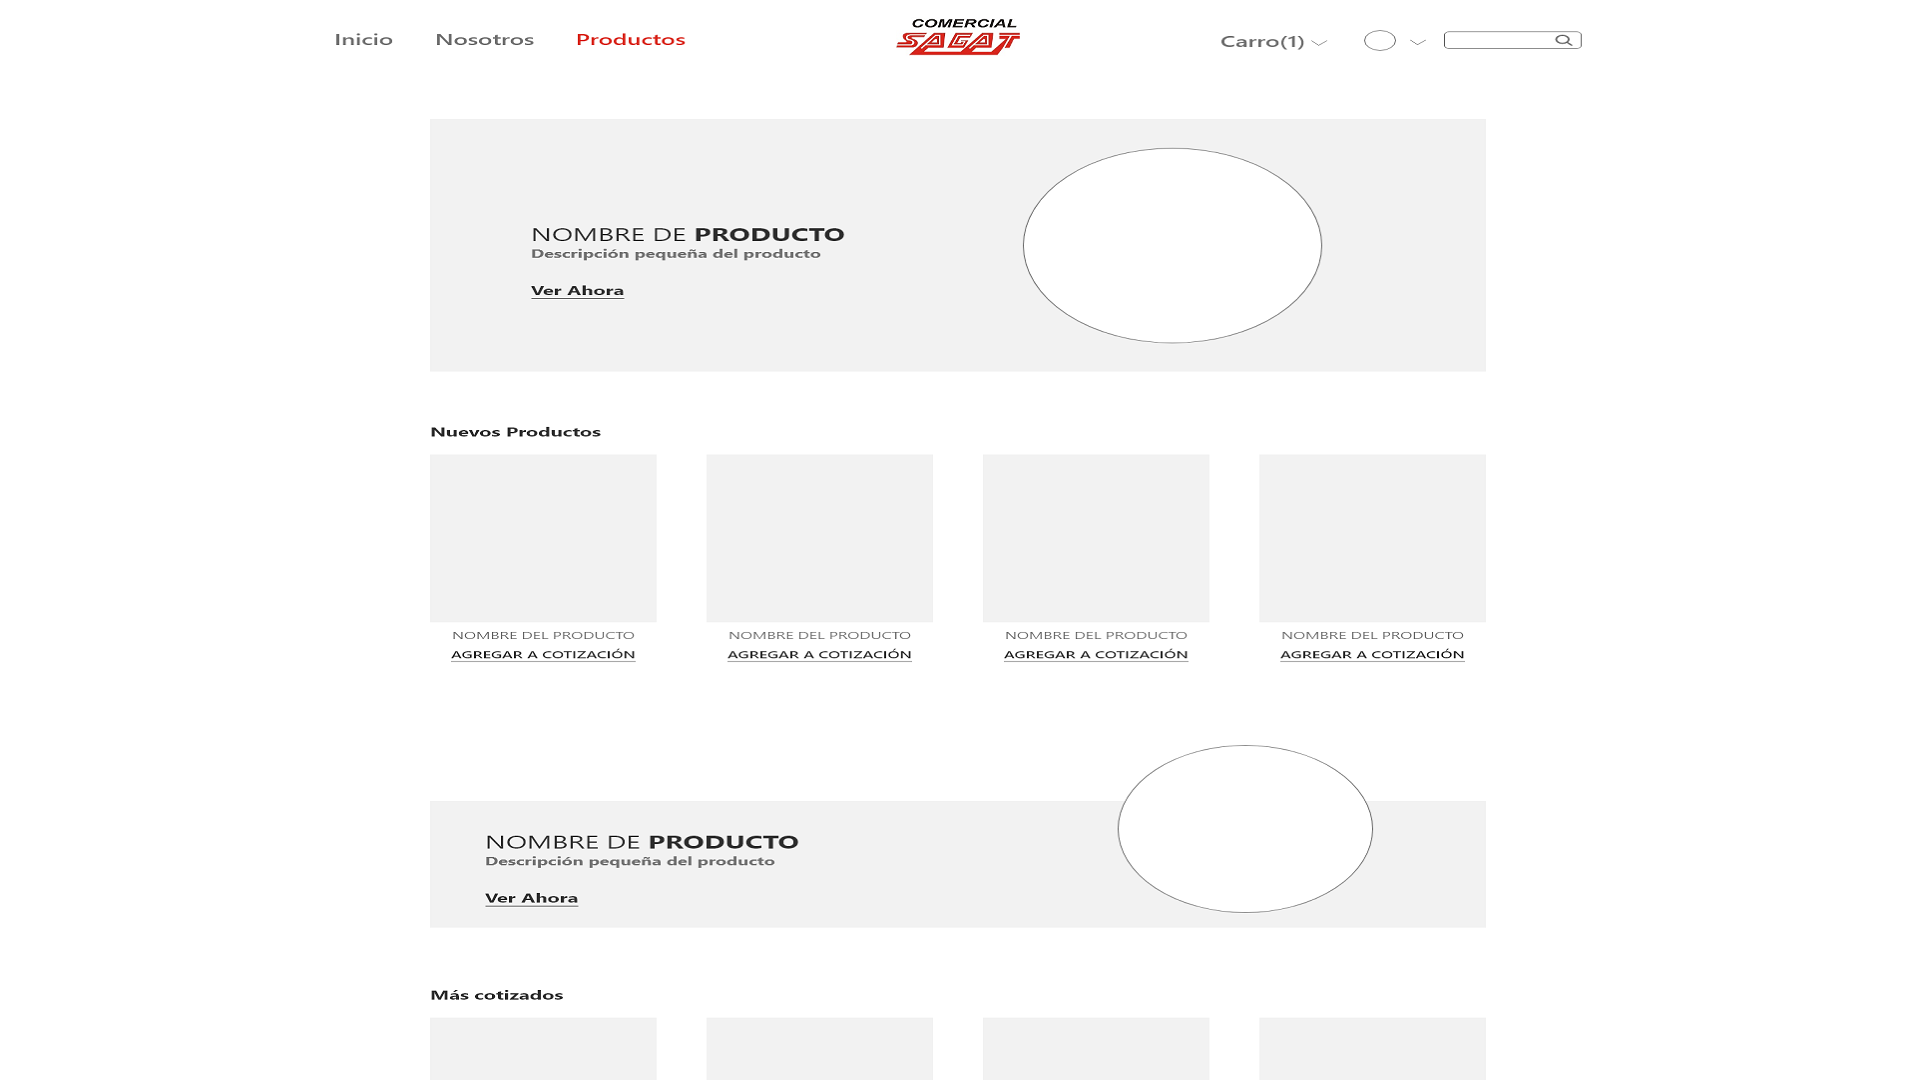 Inicio Nosotros Productos COMERCIAL Carro(1)
SAGAT
NOMBRE DE PRODUCTO
Descripción pequeña del producto
Ver Ahora
Nuevos Productos
NOMBRE DEL PRODUCTO NOMBRE DEL PRODUCTO NOMBRE DEL PRODUCTO NOMBRE DEL PRODUCTO
AGREGAR A COTIZACIÓN AGREGAR A COTIZACIÓN AGREGAR A COTIZACIÓN AGREGAR A COTIZACIÓN
NOMBRE DE PRODUCTO
Descripción pequeña del producto
Ver Ahora
Más cotizados